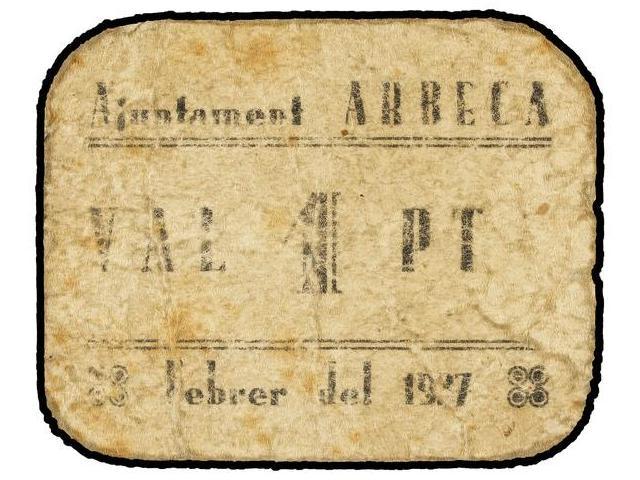 Ajuntament ARBECA
VAL 1 PT
Febrer del 1937